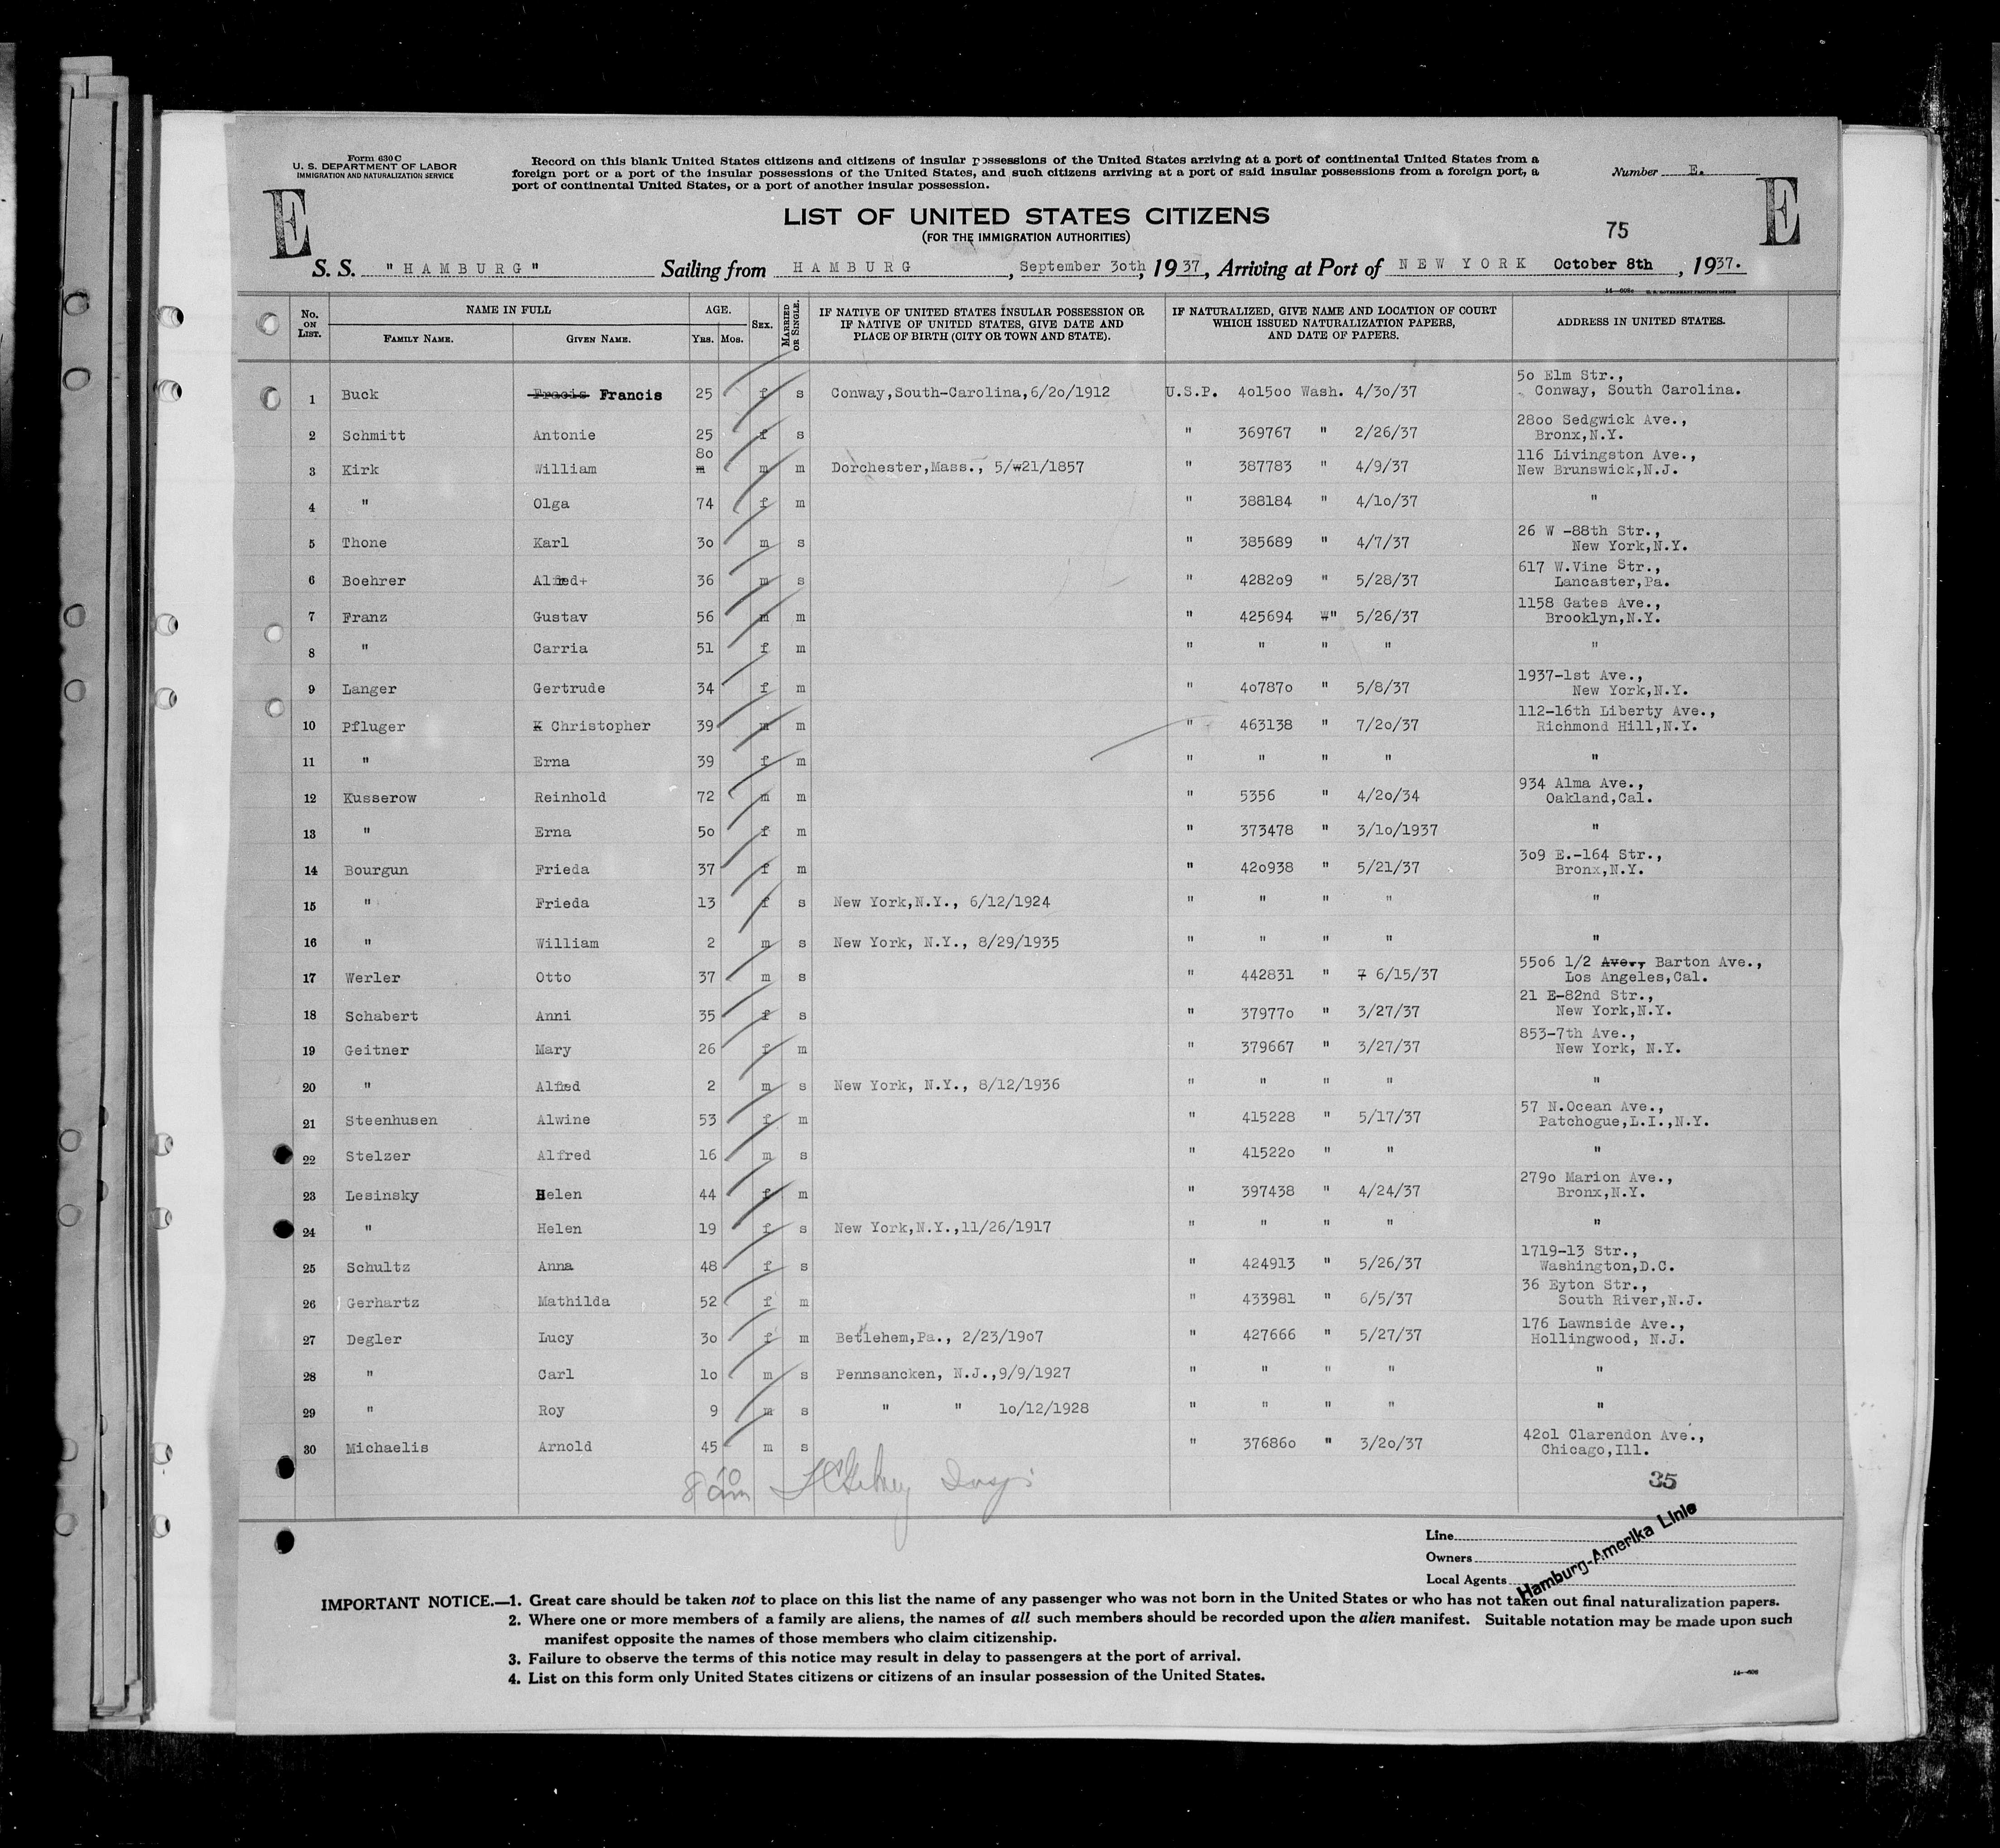 Form 630 C
U. S. DEPARTMENT OF LABOR
IMMIGRATION AND NATURALIZATION SERVICE
Record on this blank United States citizens and citizens of insular possessions of the United States arriving at a port of continental United States from a
foreign port or a port of the insular possessions of the United States, and such citizens arriving at a port of said insular possessions from a foreign port, a
port of continental United States, or a port of another insular possession.
Number E.
E
E
LIST OF UNITED STATES CITIZENS
(FOR THE IMMIGRATION AUTHORITIES)
75
S. S. "HAMBURG" Sailing from HAMBURG, September 30th, 1937, Arriving at Port of NEW YORK October 8th, 1937.
No. ON LIST. NAME IN FULL FAMILY NAME. GIVEN NAME. AGE. YRS. MOS. SEX. MARRIED OR SINGLE. IF NATIVE OF UNITED STATES INSULAR POSSESSION OR IF NATIVE OF UNITED STATES, GIVE DATE AND PLACE OF BIRTH (CITY OR TOWN AND STATE). IF NATURALIZED, GIVE NAME AND LOCATION OF COURT WHICH ISSUED NATURALIZATION PAPERS, AND DATE OF PAPERS. ADDRESS IN UNITED STATES.
1 Buck Fracis Francis 25 f s Conway,South-Carolina,6/20/1912 U.S.P. 401500 Wash. 4/30/37 50 Elm Str., Conway, South Carolina.
2 Schmitt Antonie 25 f s " 369767 " 2/26/37 2800 Sedgwick Ave., Bronx,N.Y.
3 Kirk William 80 m m m Dorchester,Mass., 5/w21/1857 " 387783 " 4/9/37 116 Livingston Ave., New Brunswick,N.J.
4 " Olga 74 f m " 388184 " 4/10/37 "
5 Thone Karl 30 m s " 385689 " 4/7/37 26 W -88th Str., New York,N.Y.
6 Boehrer Alfred+ 36 m s " 428209 " 5/28/37 617 W.Vine Str., Lancaster,Pa.
7 Franz Gustav 56 m m " 425694 W" 5/26/37 1158 Gates Ave., Brooklyn,N.Y.
8 " Carria 51 f m " " " " "
9 Langer Gertrude 34 f m " 407870 " 5/8/37 1937-1st Ave., New York,N.Y.
10 Pfluger K Christopher 39 m m " 463138 " 7/20/37 112-16th Liberty Ave., Richmond Hill,N.Y.
11 " Erna 39 f m " " " " "
12 Kusserow Reinhold 72 m m " 5356 " 4/20/34 934 Alma Ave., Oakland,Cal.
13 " Erna 50 f m " 373478 " 3/10/1937 "
14 Bourgun Frieda 37 f m " 420938 " 5/21/37 309 E.-164 Str., Bronx,N.Y.
15 " Frieda 13 f s New York,N.Y., 6/12/1924 " " " " "
16 " William 2 m s New York, N.Y., 8/29/1935 " " " " "
17 Werler Otto 37 m s " 442831 " 7 6/15/37 5506 1/2 Ave., Barton Ave., Los Angeles,Cal.
18 Schabert Anni 35 f s " 379770 " 3/27/37 21 E-82nd Str., New York,N.Y.
19 Geitner Mary 26 f m " 379667 " 3/27/37 853-7th Ave., New York, N.Y.
20 " Alfred 2 m s New York, N.Y., 8/12/1936 " " " " "
21 Steenhusen Alwine 53 f m " 415228 " 5/17/37 57 N.Ocean Ave., Patchogue,L.I.,N.Y.
22 Stelzer Alfred 16 m s " 415220 " " "
23 Lesinsky Helen 44 f m " 397438 " 4/24/37 2790 Marion Ave., Bronx,N.Y.
24 " Helen 19 f s New York,N.Y.,11/26/1917 " " " " "
25 Schultz Anna 48 f s " 424913 " 5/26/37 1719-13 Str., Washington,D.C.
26 Gerhartz Mathilda 52 f m " 433981 " 6/5/37 36 Eyton Str., South River,N.J.
27 Degler Lucy 30 f m Betlehem,Pa., 2/23/1907 " 427666 " 5/27/37 176 Lawnside Ave., Hollingwood, N.J.
28 " Carl 10 m s Pennsancken, N.J.,9/9/1927 " " " " "
29 " Roy 9 m s " " 10/12/1928 " " " " "
30 Michaelis Arnold 45 m s " 376860 " 3/20/37 4201 Clarendon Ave., Chicago,Ill.
35
Line
Owners
Local Agents
Hamburg-Amerika Linie
IMPORTANT NOTICE.—1. Great care should be taken not to place on this list the name of any passenger who was not born in the United States or who has not taken out final naturalization papers.
2. Where one or more members of a family are aliens, the names of all such members should be recorded upon the alien manifest. Suitable notation may be made upon such
manifest opposite the names of those members who claim citizenship.
3. Failure to observe the terms of this notice may result in delay to passengers at the port of arrival.
4. List on this form only United States citizens or citizens of an insular possession of the United States.